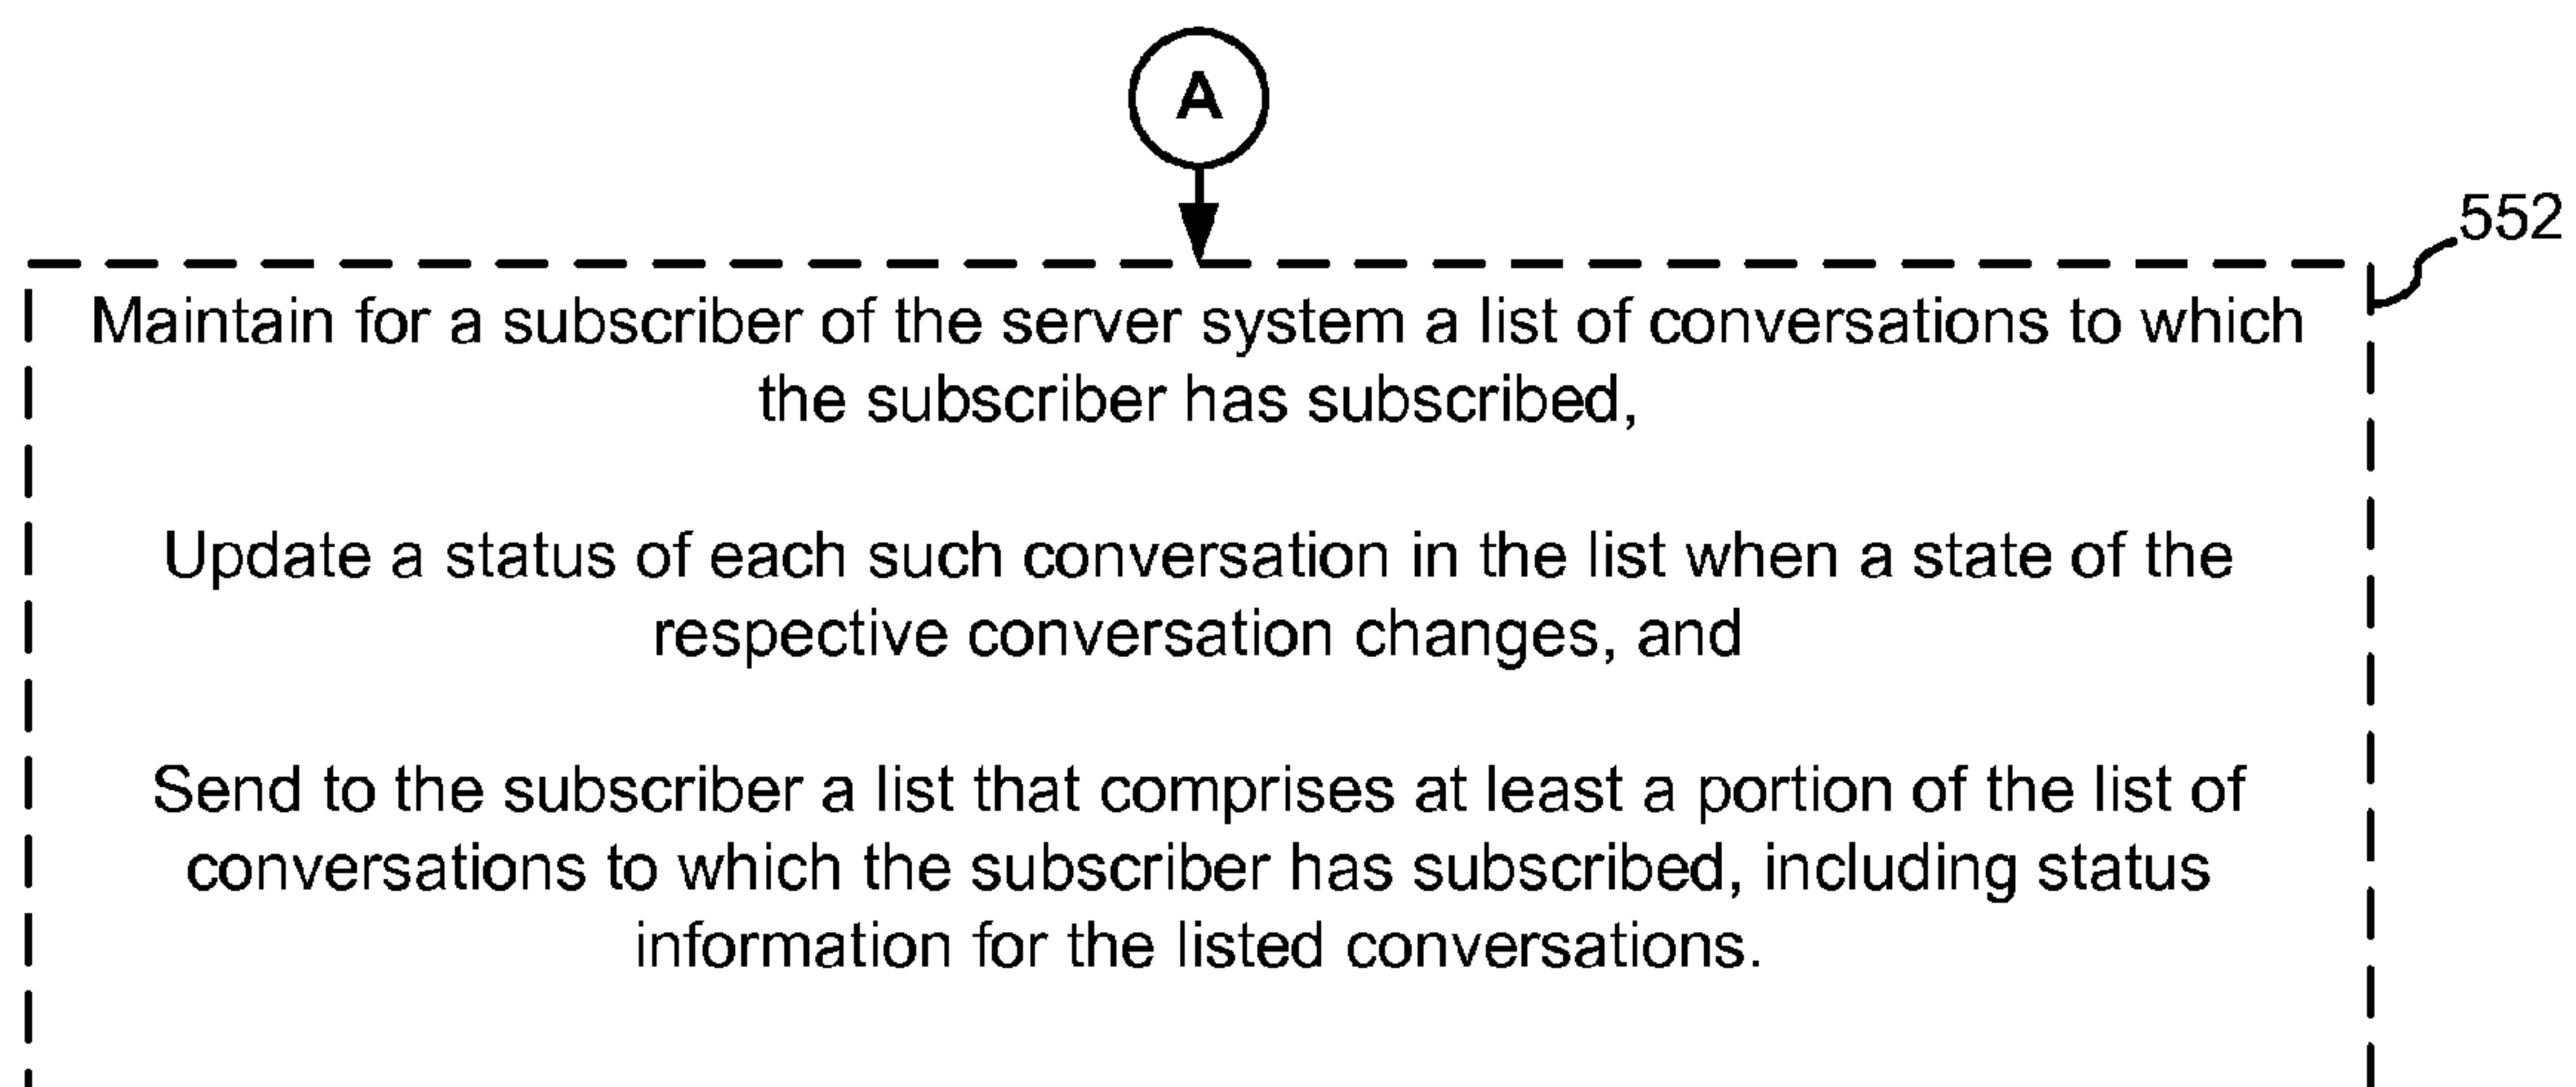 A
552
Maintain for a subscriber of the server system a list of conversations to which
the subscriber has subscribed,
Update a status of each such conversation in the list when a state of the
respective conversation changes, and
Send to the subscriber a list that comprises at least a portion of the list of
conversations to which the subscriber has subscribed, including status
information for the listed conversations.